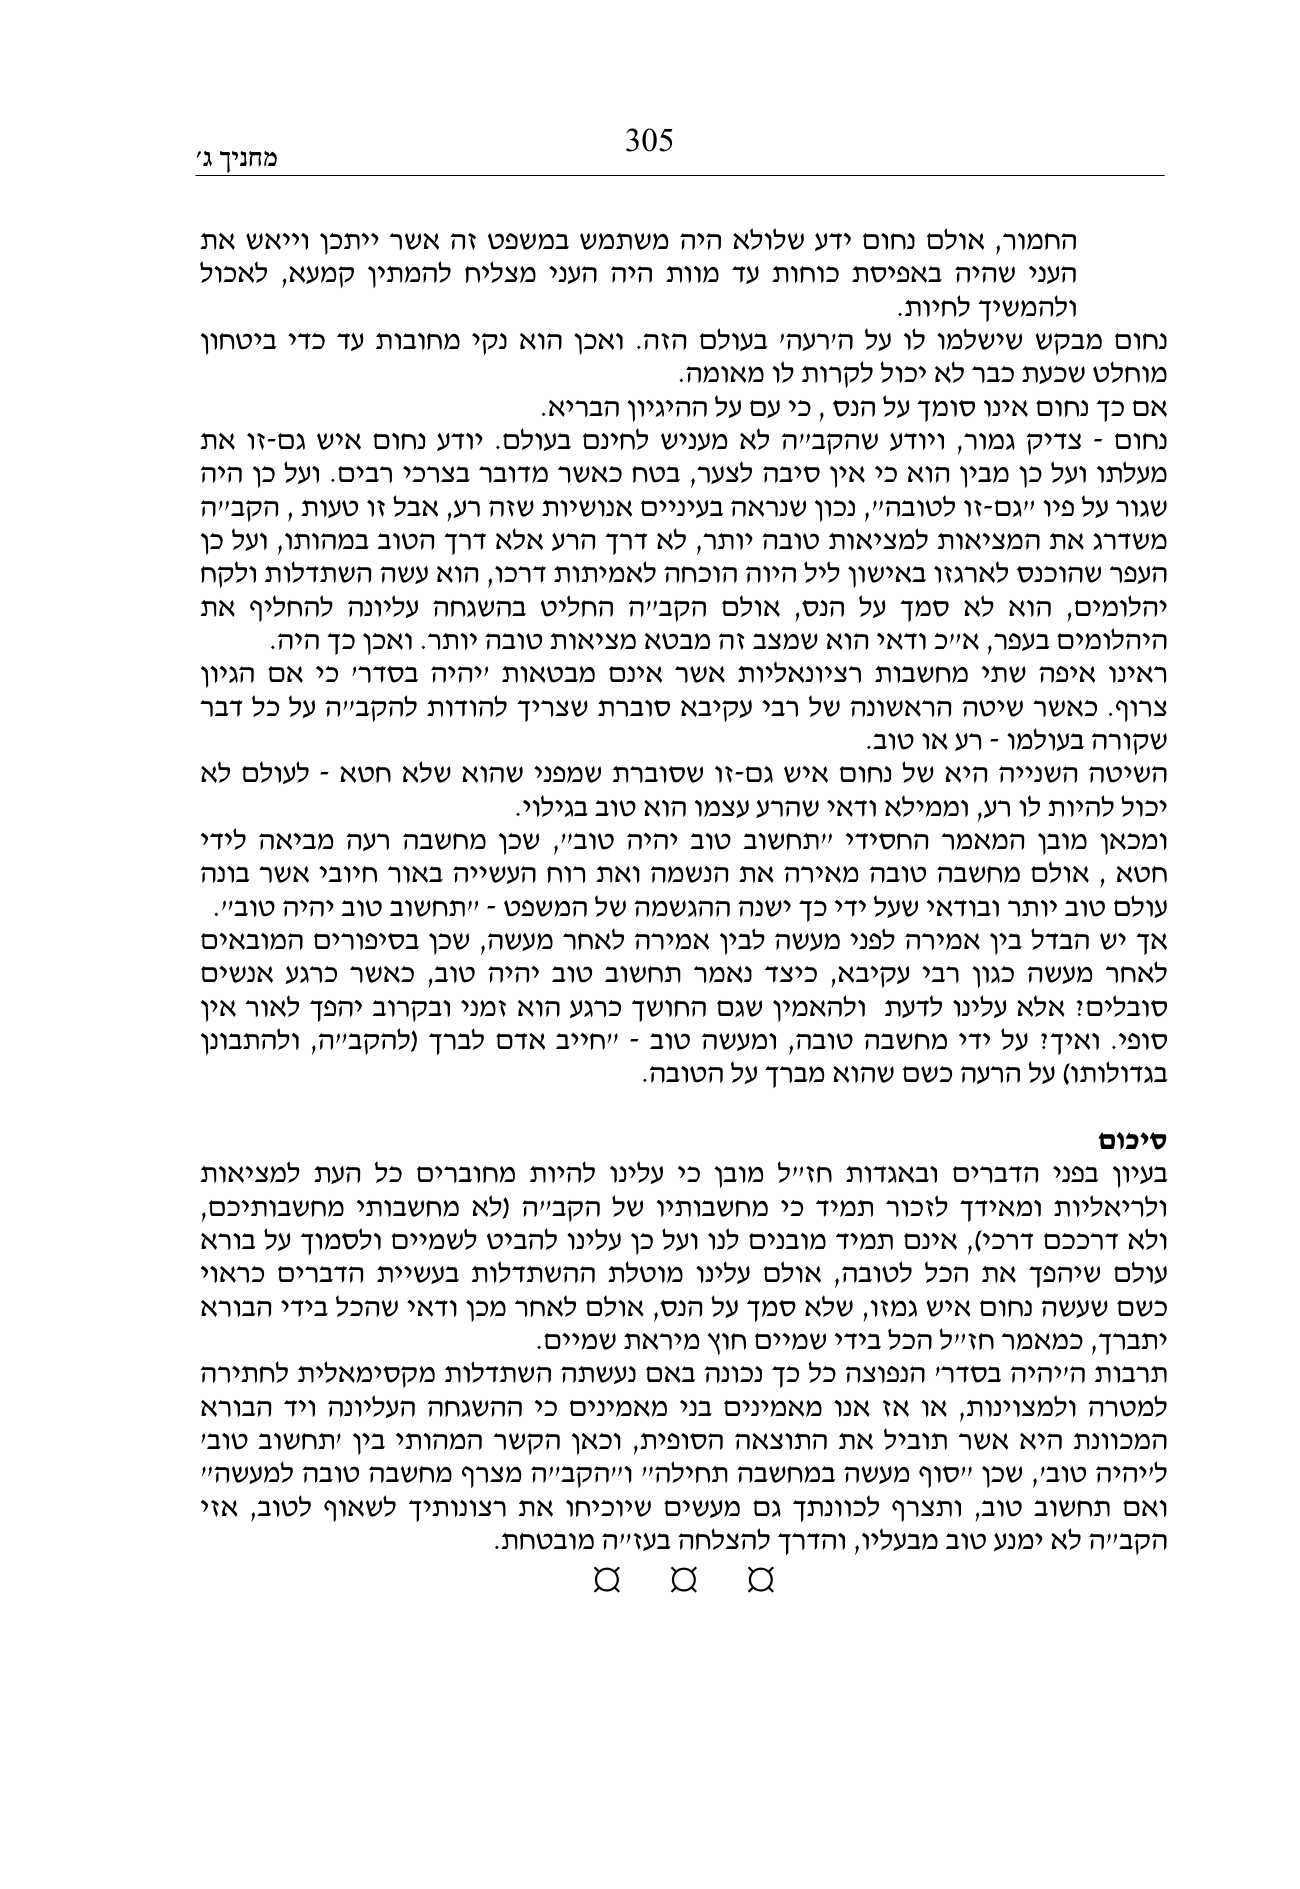 305
מחניך ג'
החמור, אולם נחום ידע שלולא היה משתמש במשפט זה אשר ייתכן וייאש את
העני שהיה באפיסת כוחות עד מוות היה העני מצליח להמתין קמעא, לאכול
ולהמשיך לחיות.
נחום מבקש שישלמו לו על ה'רעה' בעולם הזה. ואכן הוא נקי מחובות עד כדי ביטחון
מוחלט שכעת כבר לא יכול לקרות לו מאומה.
אם כך נחום אינו סומך על הנס , כי עם על ההיגיון הבריא.
נחום - צדיק גמור, ויודע שהקב"ה לא מעניש לחינם בעולם. יודע נחום איש גם-זו את
מעלתו ועל כן מבין הוא כי אין סיבה לצער, בטח כאשר מדובר בצרכי רבים. ועל כן היה
שגור על פיו "גם-זו לטובה", נכון שנראה בעיניים אנושיות שזה רע, אבל זו טעות , הקב"ה
משדרג את המציאות למציאות טובה יותר, לא דרך הרע אלא דרך הטוב במהותו, ועל כן
העפר שהוכנס לארגזו באישון ליל היוה הוכחה לאמיתות דרכו, הוא עשה השתדלות ולקח
יהלומים, הוא לא סמך על הנס, אולם הקב"ה החליט בהשגחה עליונה להחליף את
היהלומים בעפר, א"כ ודאי הוא שמצב זה מבטא מציאות טובה יותר. ואכן כך היה.
ראינו איפה שתי מחשבות רציונאליות אשר אינם מבטאות 'יהיה בסדר' כי אם הגיון
צרוף. כאשר שיטה הראשונה של רבי עקיבא סוברת שצריך להודות להקב"ה על כל דבר
שקורה בעולמו - רע או טוב.
השיטה השנייה היא של נחום איש גם-זו שסוברת שמפני שהוא שלא חטא - לעולם לא
יכול להיות לו רע, וממילא ודאי שהרע עצמו הוא טוב בגילוי.
ומכאן מובן המאמר החסידי "תחשוב טוב יהיה טוב", שכן מחשבה רעה מביאה לידי
חטא , אולם מחשבה טובה מאירה את הנשמה ואת רוח העשייה באור חיובי אשר בונה
עולם טוב יותר ובודאי שעל ידי כך ישנה ההגשמה של המשפט - "תחשוב טוב יהיה טוב".
אך יש הבדל בין אמירה לפני מעשה לבין אמירה לאחר מעשה, שכן בסיפורים המובאים
לאחר מעשה כגון רבי עקיבא, כיצד נאמר תחשוב טוב יהיה טוב, כאשר כרגע אנשים
סובלים? אלא עלינו לדעת ולהאמין שגם החושך כרגע הוא זמני ובקרוב יהפך לאור אין
סופי. ואיך? על ידי מחשבה טובה, ומעשה טוב - "חייב אדם לברך (להקב"ה, ולהתבונן
בגדולותו) על הרעה כשם שהוא מברך על הטובה.
סיכום
בעיון בפני הדברים ובאגדות חז"ל מובן כי עלינו להיות מחוברים כל העת למציאות
ולריאליות ומאידך לזכור תמיד כי מחשבותיו של הקב"ה (לא מחשבותי מחשבותיכם,
ולא דרככם דרכי), אינם תמיד מובנים לנו ועל כן עלינו להביט לשמיים ולסמוך על בורא
עולם שיהפך את הכל לטובה, אולם עלינו מוטלת ההשתדלות בעשיית הדברים כראוי
כשם שעשה נחום איש גמזו, שלא סמך על הנס, אולם לאחר מכן ודאי שהכל בידי הבורא
יתברך, כמאמר חז"ל הכל בידי שמיים חוץ מיראת שמיים.
תרבות ה'יהיה בסדר' הנפוצה כל כך נכונה באם נעשתה השתדלות מקסימאלית לחתירה
למטרה ולמצוינות, או אז אנו מאמינים בני מאמינים כי ההשגחה העליונה ויד הבורא
המכוונת היא אשר תוביל את התוצאה הסופית, וכאן הקשר המהותי בין 'תחשוב טוב'
ל'יהיה טוב', שכן "סוף מעשה במחשבה תחילה" ו"הקב"ה מצרף מחשבה טובה למעשה"
ואם תחשוב טוב, ותצרף לכוונתך גם מעשים שיוכיחו את רצונותיך לשאוף לטוב, אזי
הקב"ה לא ימנע טוב מבעליו, והדרך להצלחה בעז"ה מובטחת.
¤ ¤ ¤